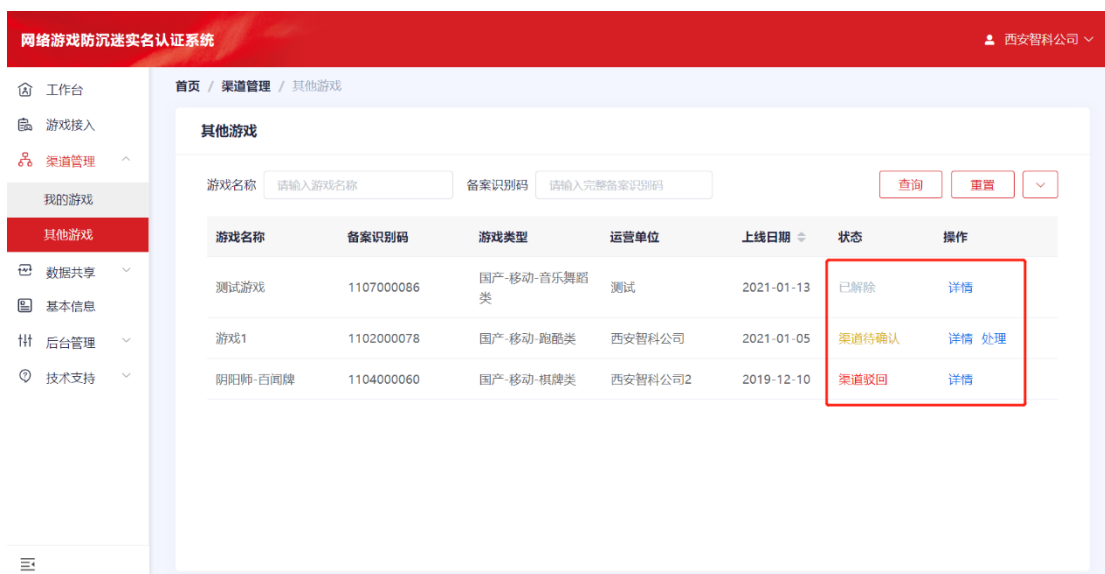 网络游戏防沉迷实名认证系统
西安智科公司
工作台
游戏接入
渠道管理
我的游戏
其他游戏
数据共享
基本信息
后台管理
技术支持
首页 / 渠道管理 / 其他游戏
其他游戏
游戏名称 请输入游戏名称 备案识别码 请输入完整备案识别码 查询 重置
游戏名称 备案识别码 游戏类型 运营单位 上线日期 状态 操作
测试游戏 1107000086 国产-移动-音乐舞蹈 测试 2021-01-13 已解除 详情
类
游戏1 1102000078 国产-移动-跑酷类 西安智科公司 2021-01-05 渠道待确认 详情 处理
阴阳师-百闻牌 1104000060 国产-移动-棋牌类 西安智科公司2 2019-12-10 渠道驳回 详情